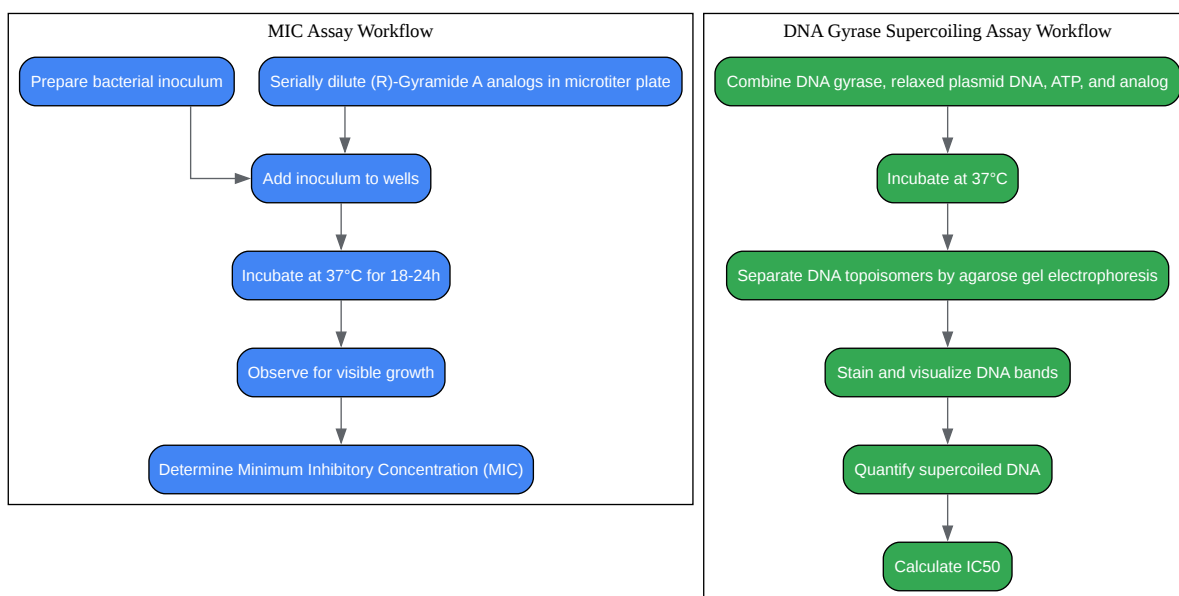 MIC Assay Workflow
Prepare bacterial inoculum
Serially dilute (R)-Gyramide A analogs in microtiter plate
Add inoculum to wells
Incubate at 37°C for 18-24h
Observe for visible growth
Determine Minimum Inhibitory Concentration (MIC)
DNA Gyrase Supercoiling Assay Workflow
Combine DNA gyrase, relaxed plasmid DNA, ATP, and analog
Incubate at 37°C
Separate DNA topoisomers by agarose gel electrophoresis
Stain and visualize DNA bands
Quantify supercoiled DNA
Calculate IC50